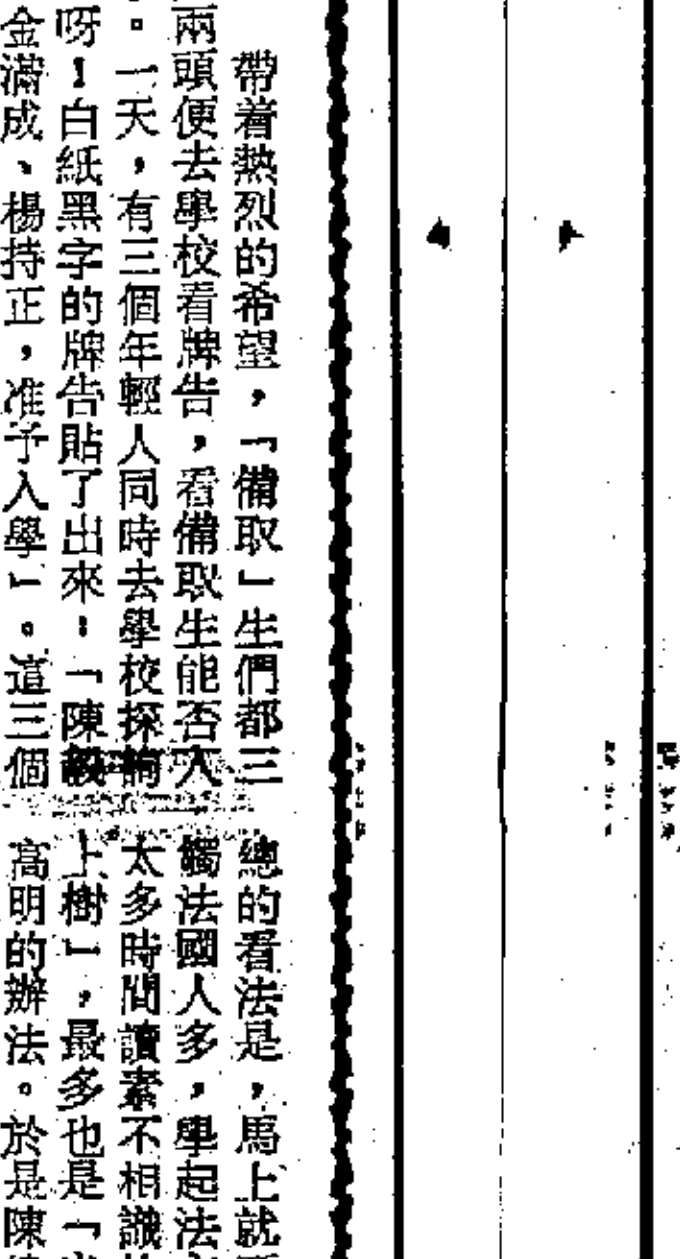 帶着熱烈的希望，「備取」生們都三
兩頭便去學校看牌告，看備取生能否入
。一天，有三個年輕人同時去學校探詢
呀！白紙黑字的牌告貼了出來：「陳毅
金滿成、楊持正，准予入學」。這三個
總的看法是，馬上就
觸法國人多，學起法
太多時間讀素不相識
上樹」，最多也是「
高明的辦法。於是陳